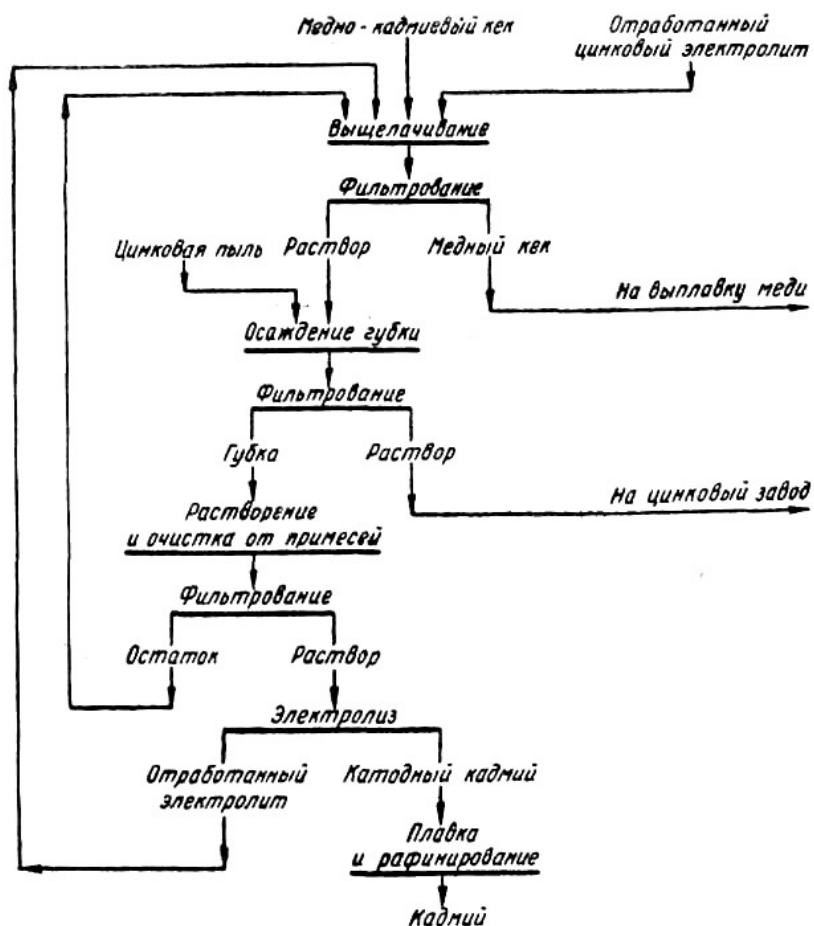 Медно-кадмиевый кек
Отработанный
цинковый электролит
Выщелачивание
Фильтрование
Цинковая пыль
Раствор
Медный кек
На выплавку меди
Осаждение губки
Фильтрование
Губка
Раствор
На цинковый завод
Растворение
и очистка от примесей
Фильтрование
Остаток
Раствор
Электролиз
Отработанный
электролит
Катодный кадмий
Плавка
и рафинирование
Кадмий